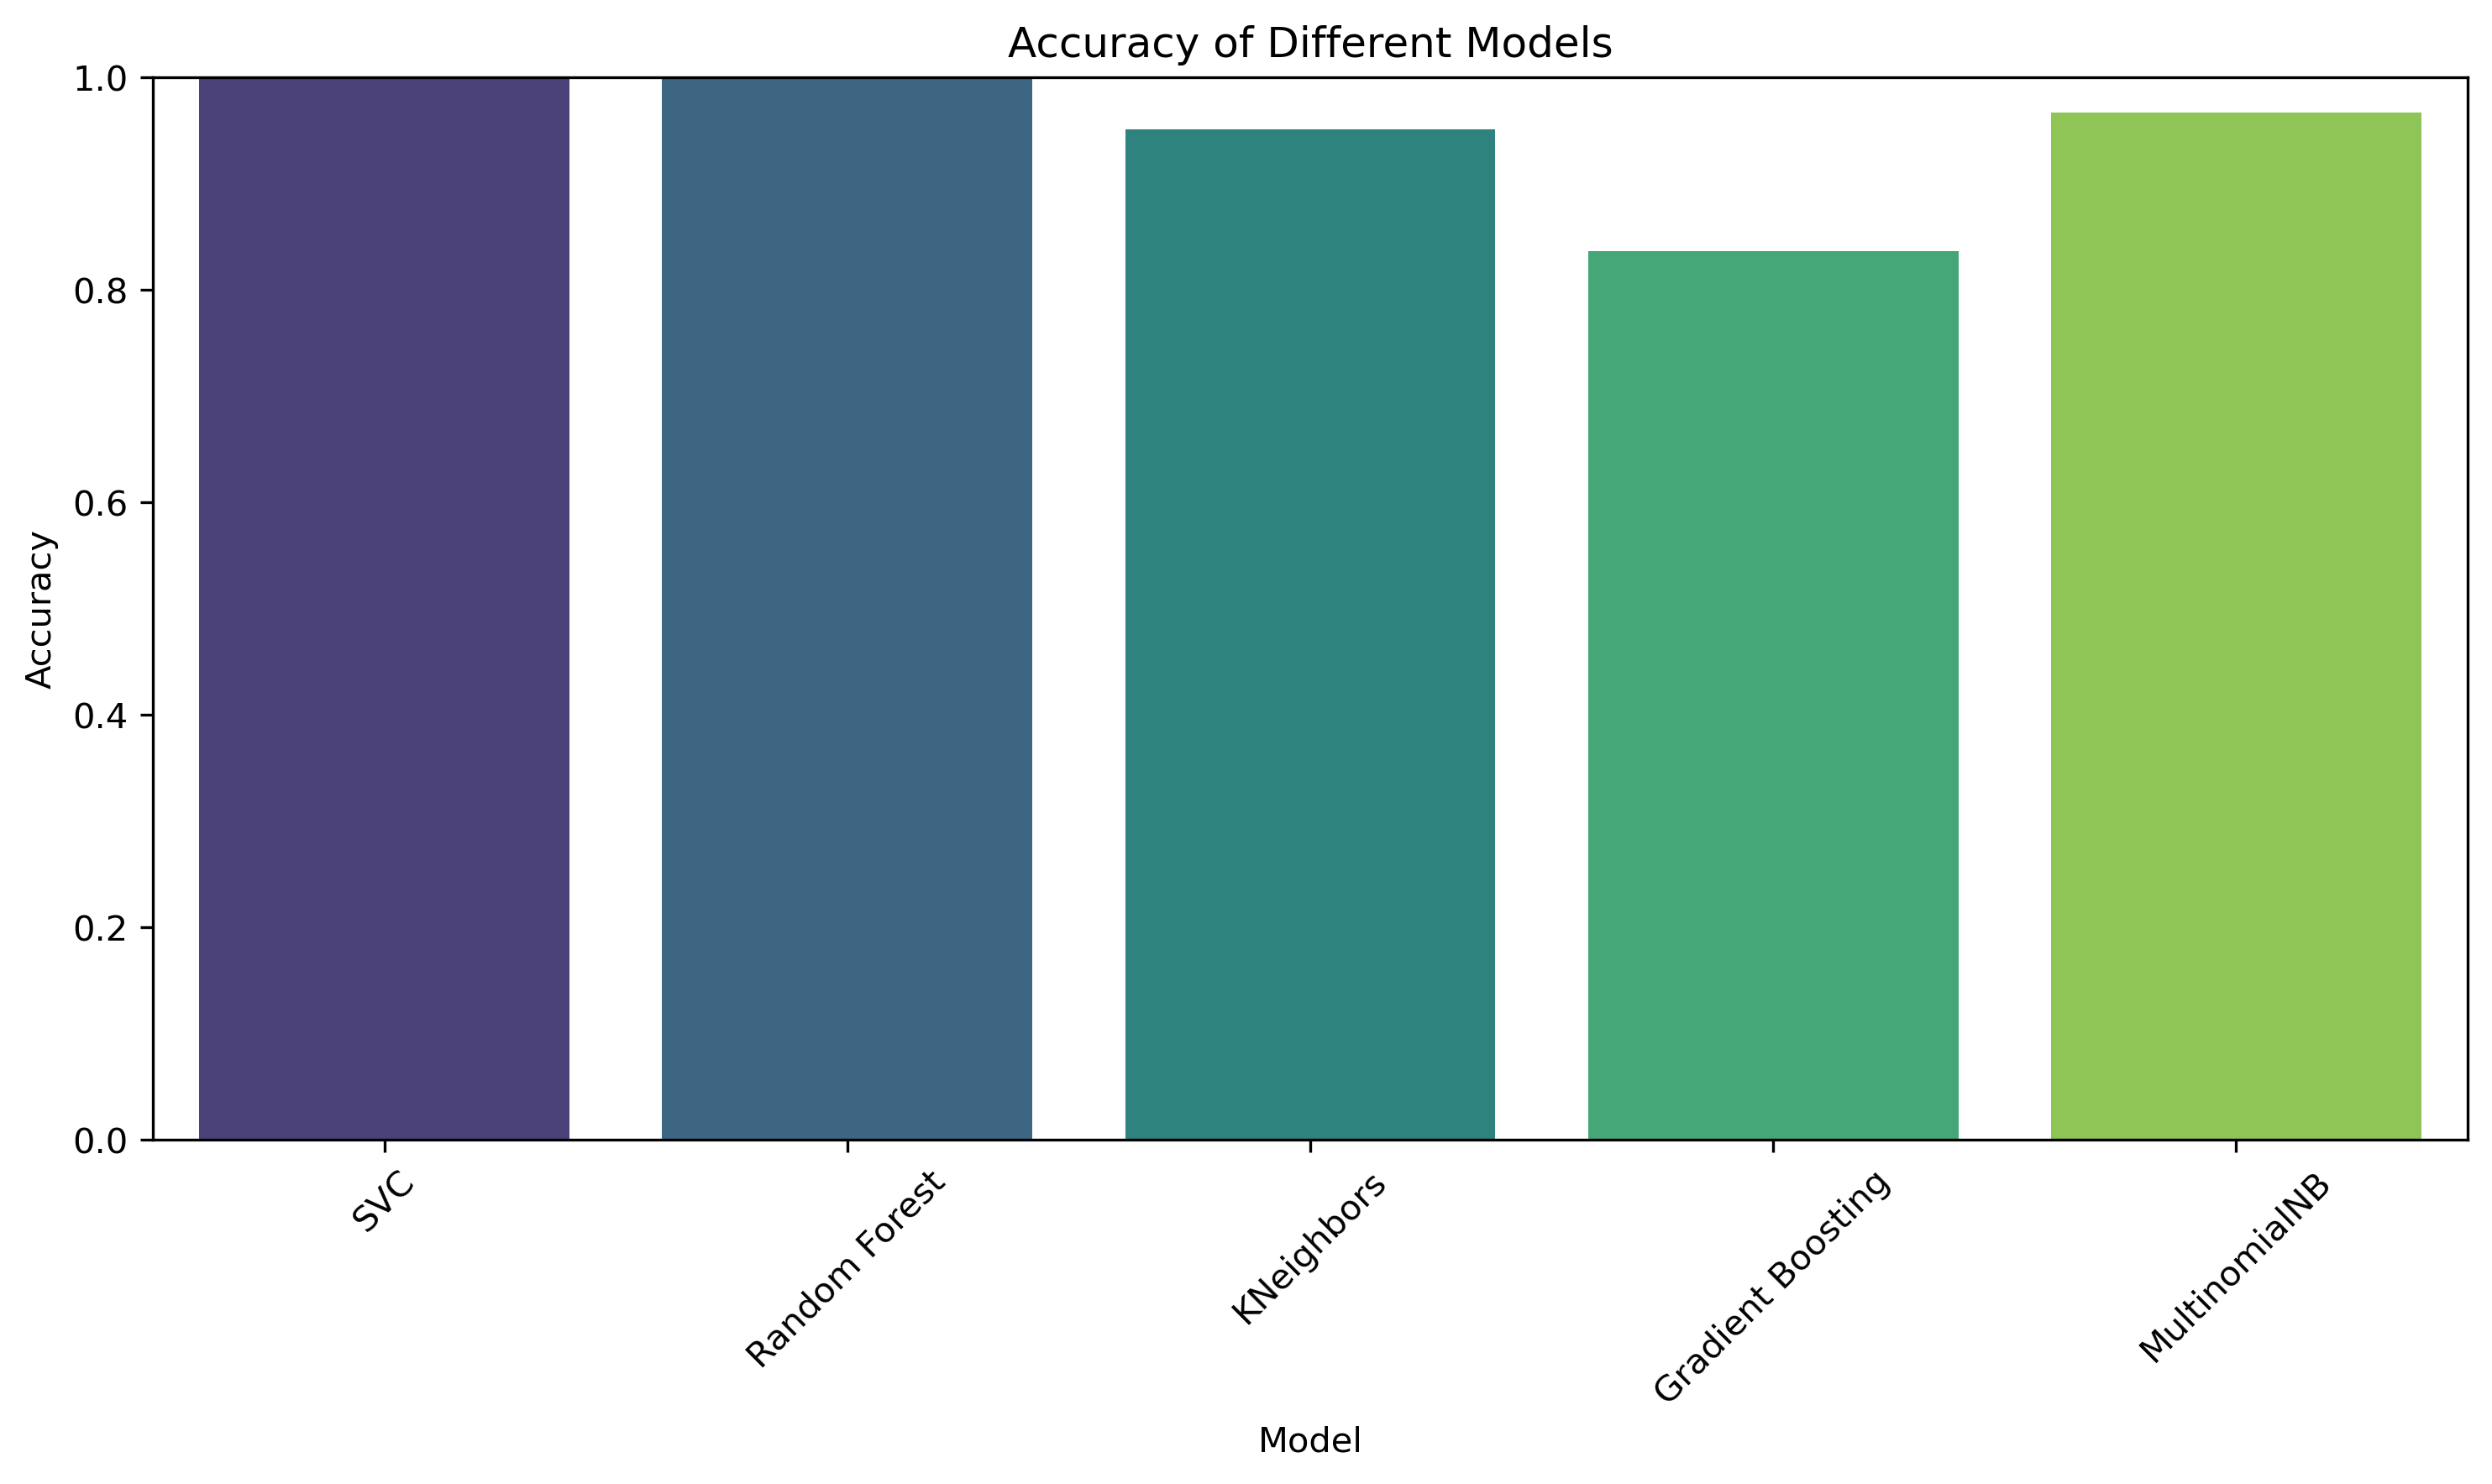 Accuracy of Different Models
1.0
0.8
0.6
0.4
0.2
0.0
Accuracy
SVC
Random Forest
KNeighbors
Gradient Boosting
MultinomialNB
Model